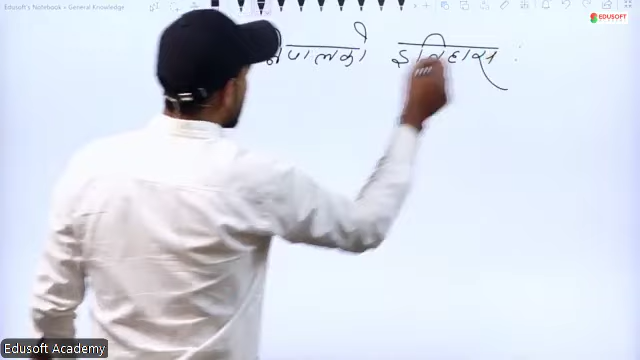 Edusoft's Notebook » General Knowledge
EDUSOFT
नेपालको इतिहास :
Edusoft Academy